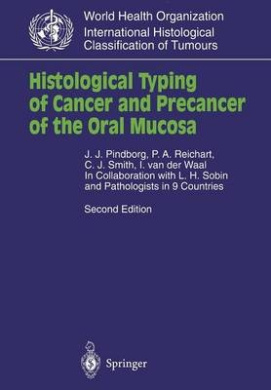 World Health Organization
International Histological
Classification of Tumours
Histological Typing
of Cancer and Precancer
of the Oral Mucosa
J. J. Pindborg, P. A. Reichart,
C. J. Smith, I. van der Waal
In Collaboration with L. H. Sobin
and Pathologists in 9 Countries
Second Edition
Springer